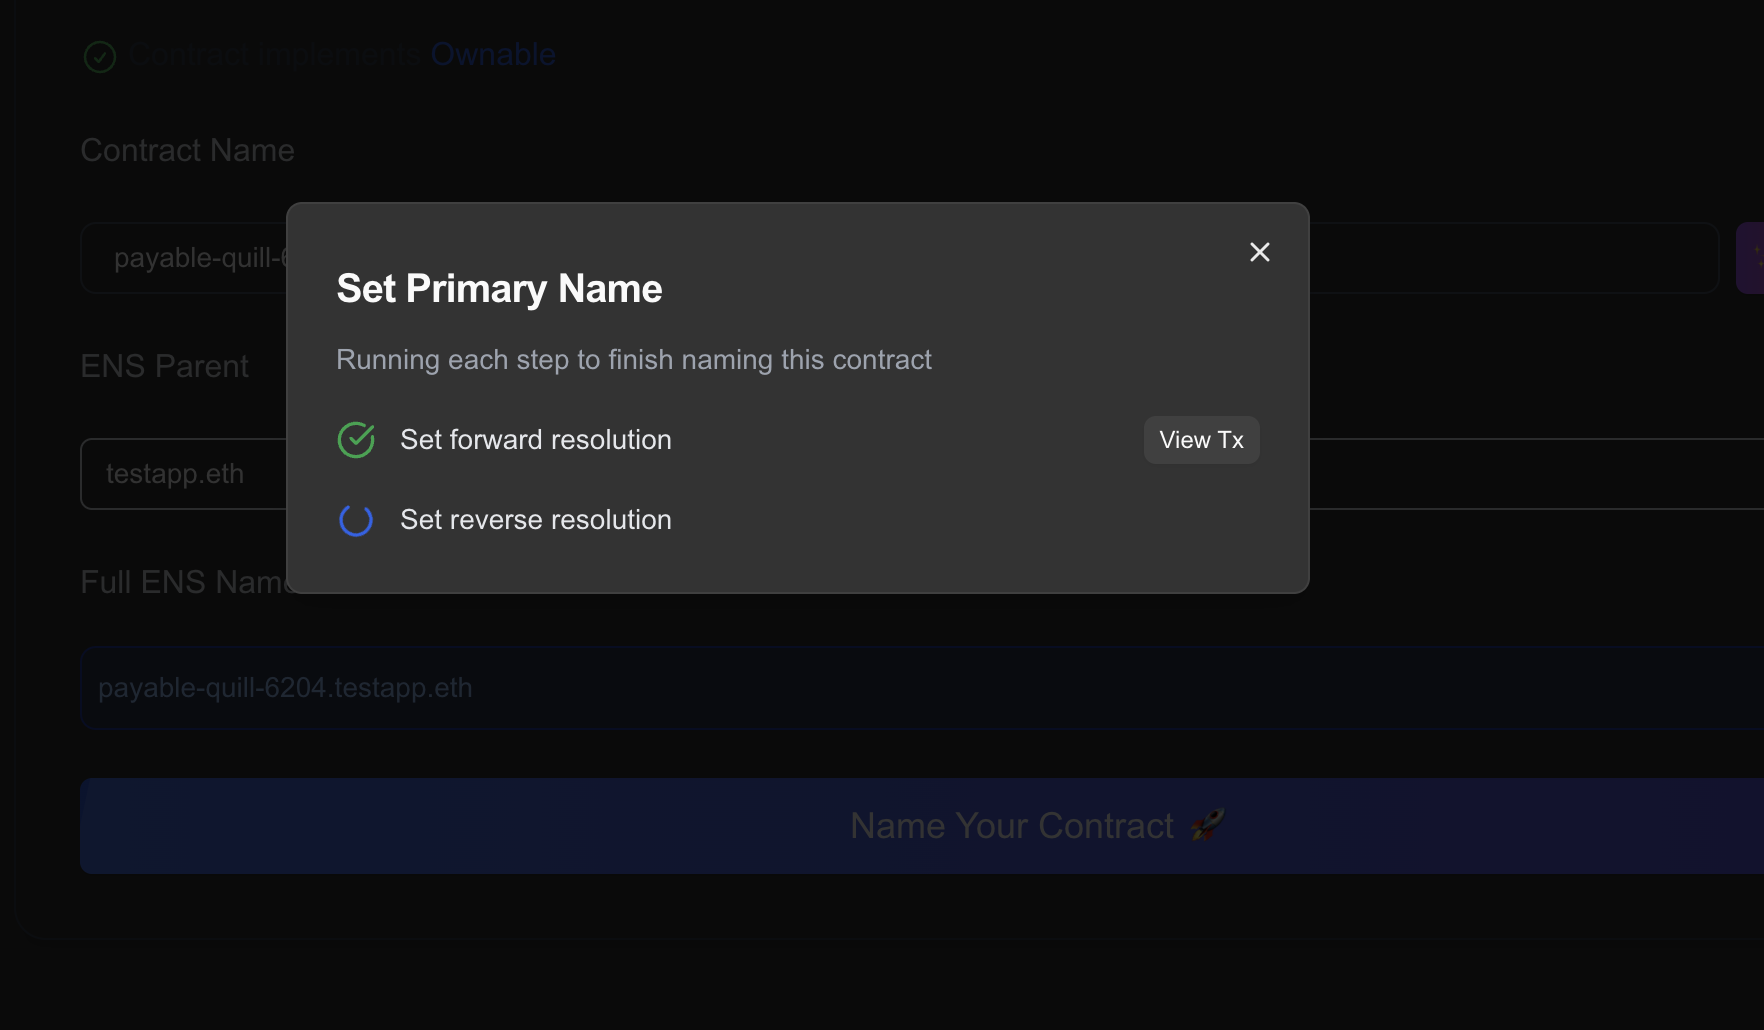 Contract implements Ownable
Contract Name
payable-quill-6
Set Primary Name
Running each step to finish naming this contract
Set forward resolution
View Tx
Set reverse resolution
ENS Parent
testapp.eth
Full ENS Name
payable-quill-6204.testapp.eth
Name Your Contract 🚀